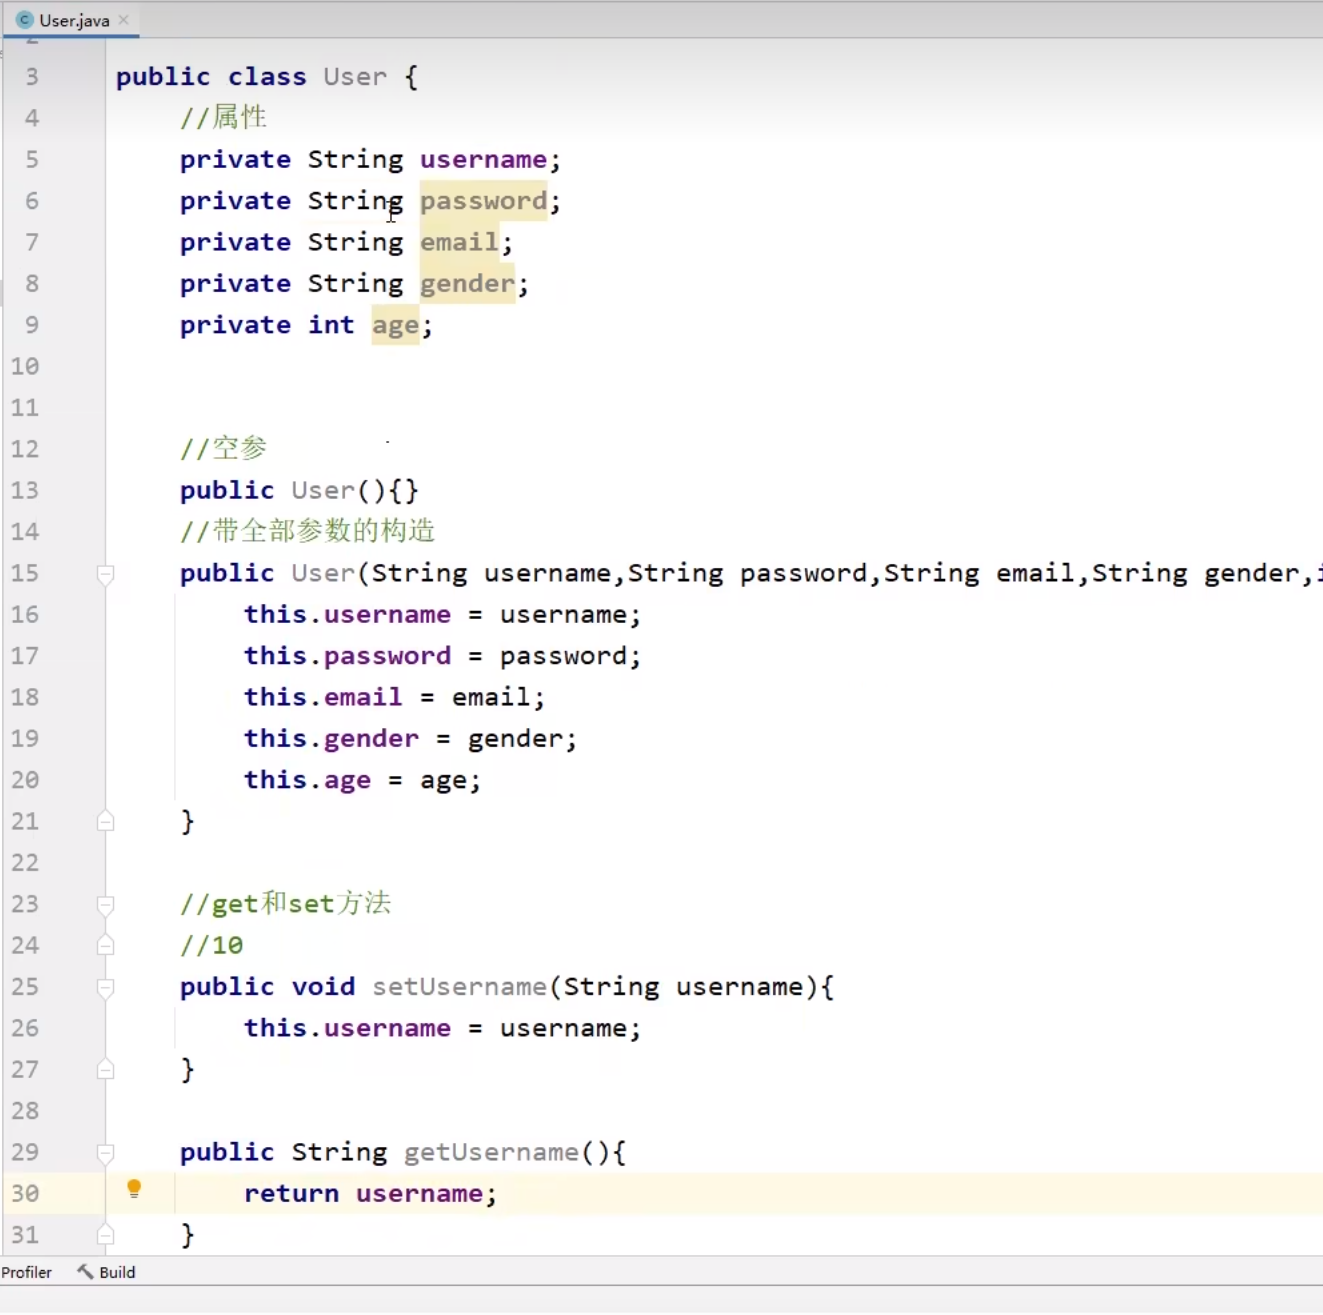 User.java
3 public class User {
4 //属性
5 private String username;
6 private String password;
7 private String email;
8 private String gender;
9 private int age;
10
11
12 //空参
13 public User(){}
14 //带全部参数的构造
15 public User(String username,String password,String email,String gender,
16 this.username = username;
17 this.password = password;
18 this.email = email;
19 this.gender = gender;
20 this.age = age;
21 }
22
23 //get和set方法
24 //10
25 public void setUsername(String username){
26 this.username = username;
27 }
28
29 public String getUsername(){
30 return username;
31 }
Profiler Build